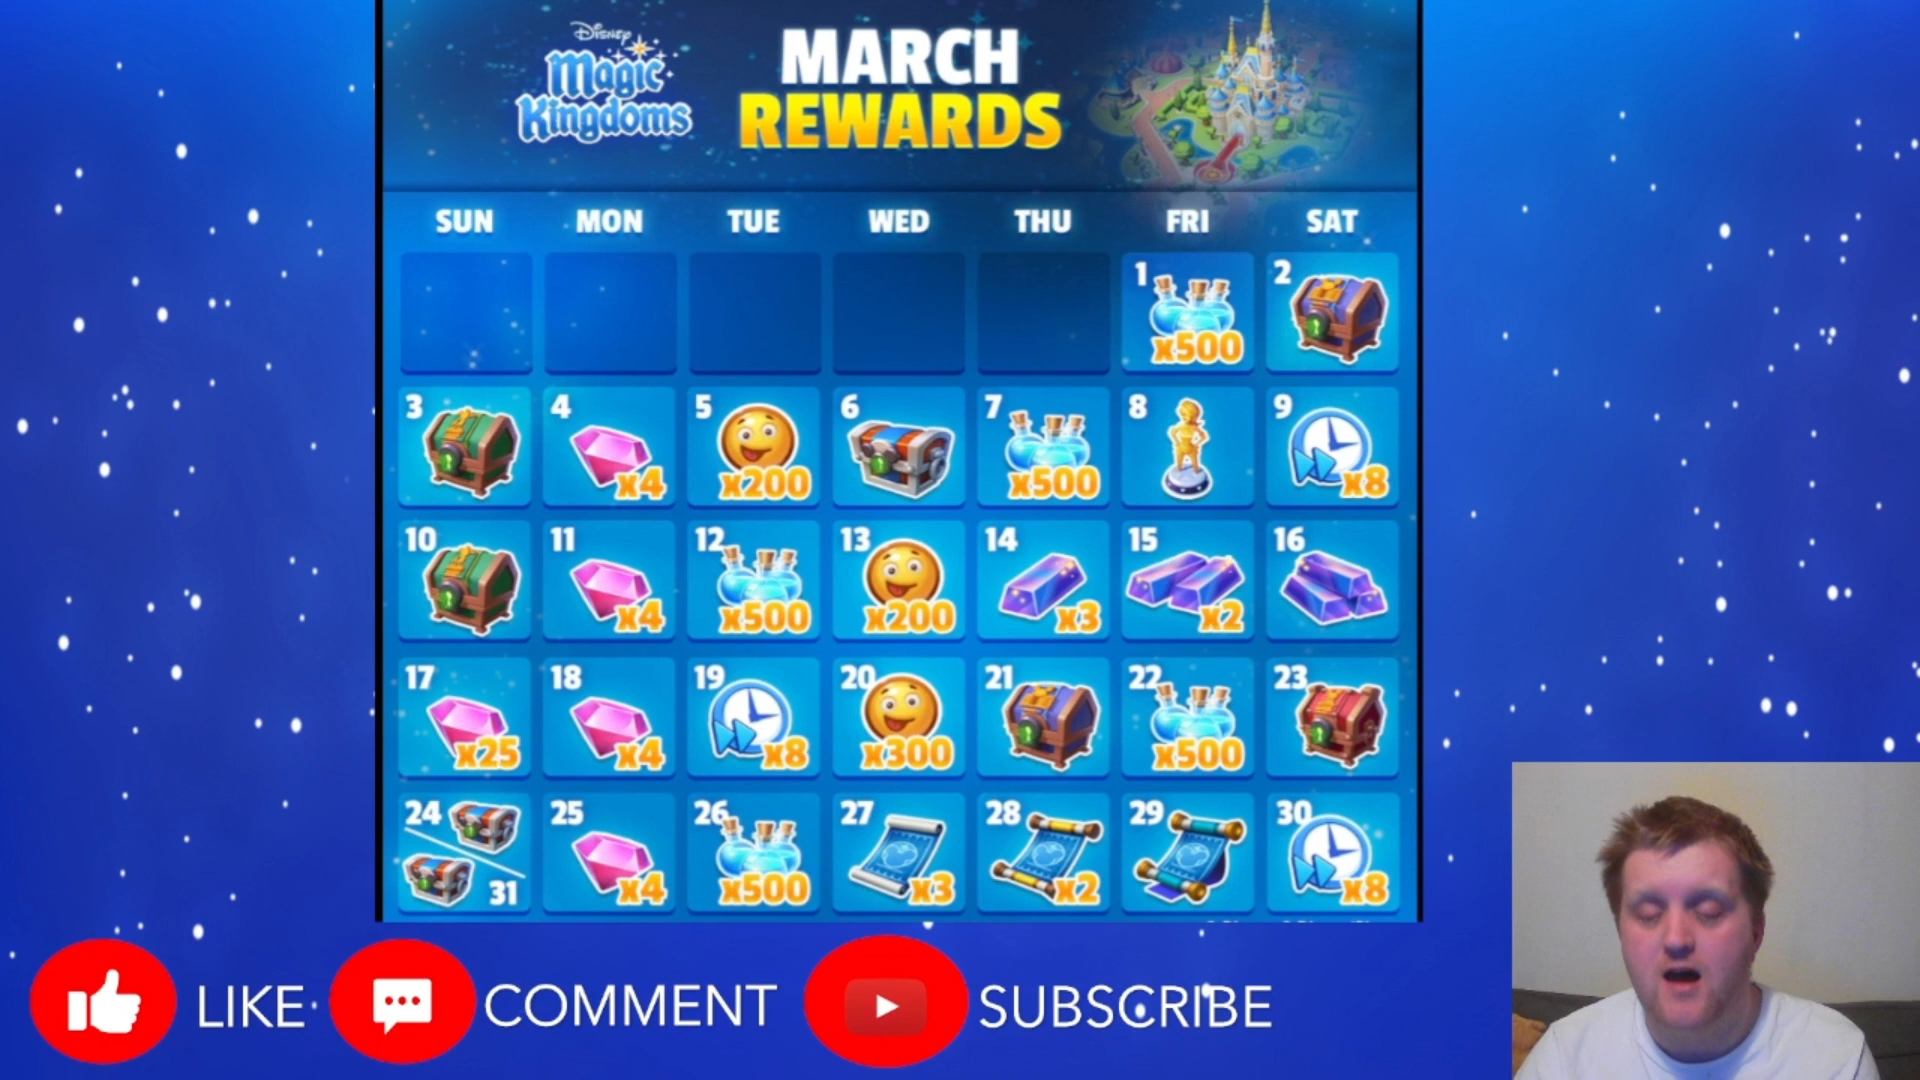 Disney
Magic
Kingdoms
MARCH
REWARDS
SUN MON TUE WED THU FRI SAT
1 x500 2
3 4 x4 5 x200 6 7 x500 8 9 x8
10 11 x4 12 x500 13 x200 14 x3 15 x2 16
17 x25 18 x4 19 x8 20 x300 21 22 x500 23
24 31 25 x4 26 x500 27 x3 28 x2 29 30 x8
LIKE COMMENT SUBSCRIBE